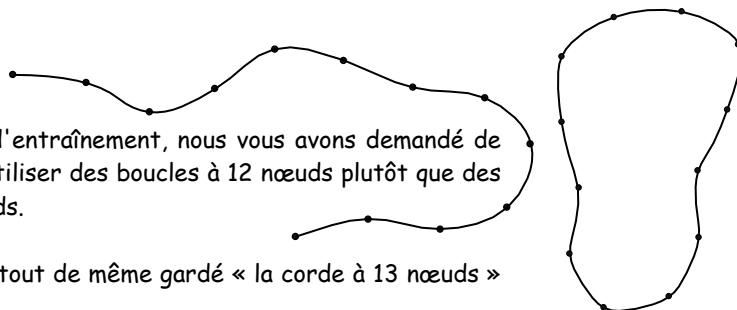 l'entraînement, nous vous avons demandé de
tiliser des boucles à 12 nœuds plutôt que des
ds.
tout de même gardé « la corde à 13 nœuds »